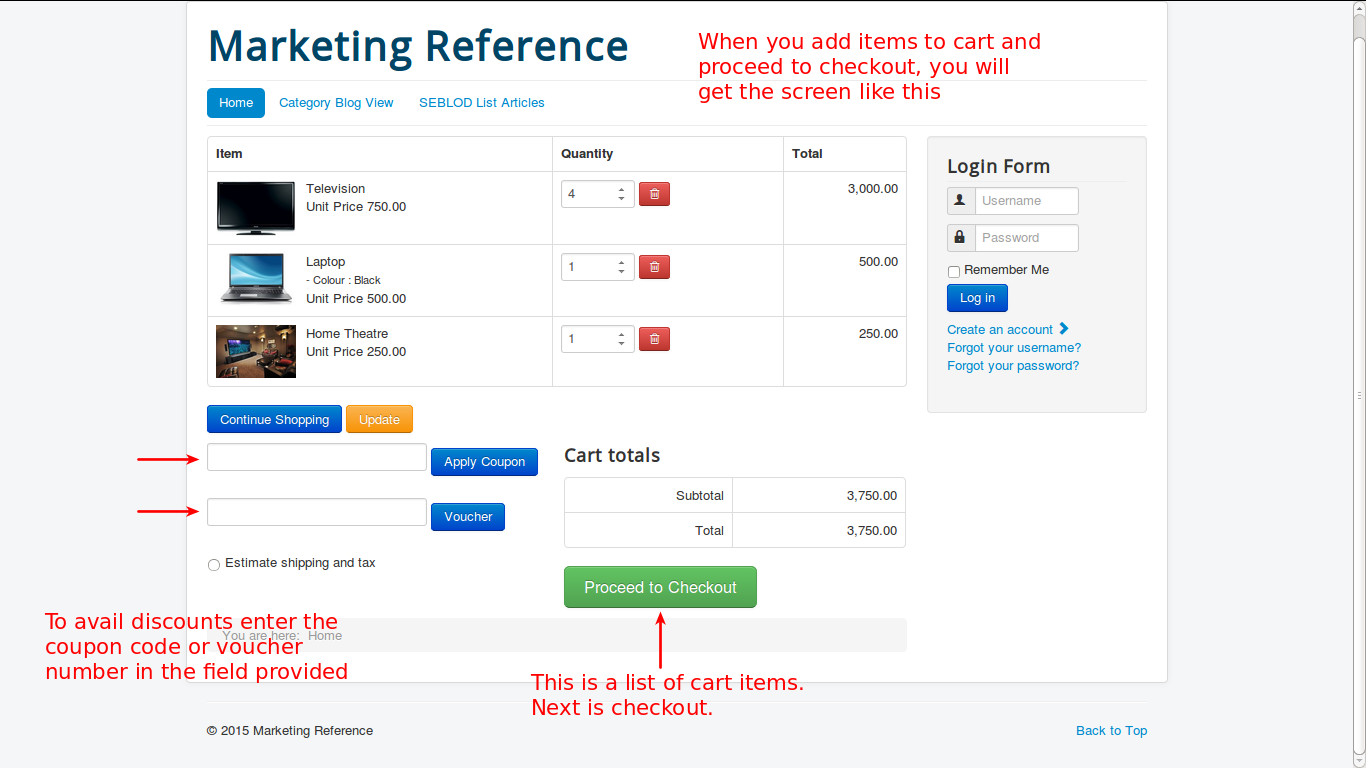 Marketing Reference
When you add items to cart and
proceed to checkout, you will
get the screen like this
Home Category Blog View SEBLOD List Articles
Item Quantity Total
Television
Unit Price 750.00
4
3,000.00
Laptop
- Colour : Black
Unit Price 500.00
1
500.00
Home Theatre
Unit Price 250.00
1
250.00
Login Form
Username
Password
Remember Me
Log in
Create an account
Forgot your username?
Forgot your password?
Continue Shopping Update
Apply Coupon
Voucher
Estimate shipping and tax
Cart totals
Subtotal 3,750.00
Total 3,750.00
Proceed to Checkout
To avail discounts enter the
coupon code or voucher
number in the field provided
You are here: Home
This is a list of cart items.
Next is checkout.
© 2015 Marketing Reference
Back to Top